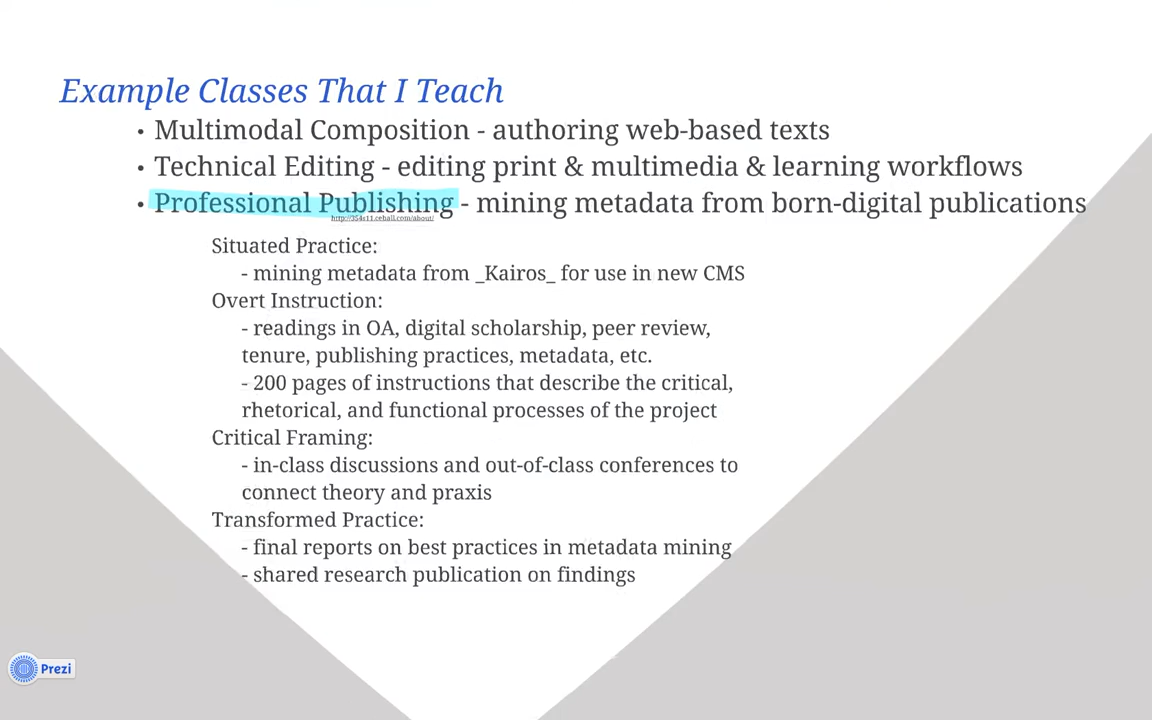 Example Classes That I Teach
• Multimodal Composition - authoring web-based texts
• Technical Editing - editing print & multimedia & learning workflows
• Professional Publishing - mining metadata from born-digital publications
http://354s11.ceball.com/about/
Situated Practice:
- mining metadata from _Kairos_ for use in new CMS
Overt Instruction:
- readings in OA, digital scholarship, peer review,
tenure, publishing practices, metadata, etc.
- 200 pages of instructions that describe the critical,
rhetorical, and functional processes of the project
Critical Framing:
- in-class discussions and out-of-class conferences to
connect theory and praxis
Transformed Practice:
- final reports on best practices in metadata mining
- shared research publication on findings
Prezi